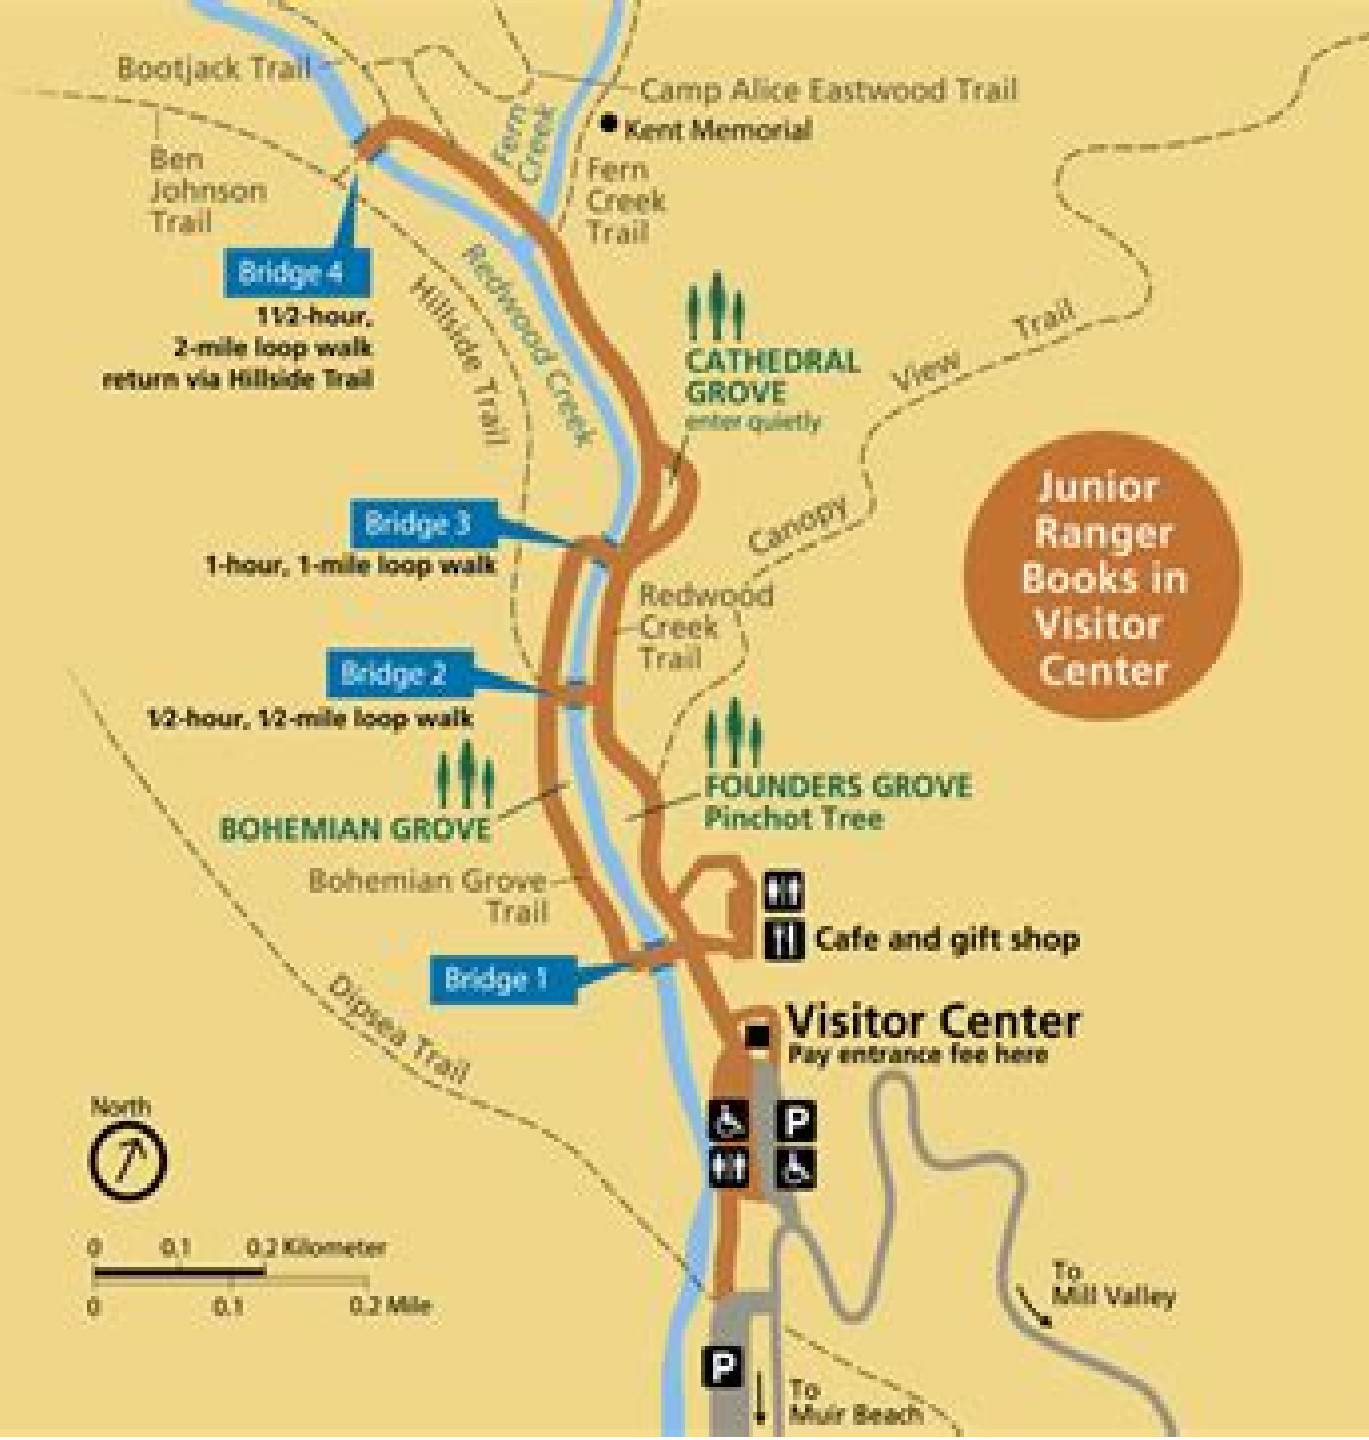 Bootjack Trail
Camp Alice Eastwood Trail
Fern
Creek
Kent Memorial
Ben
Johnson
Trail
Fern
Creek
Trail
Bridge 4
11⁄2-hour,
2-mile loop walk
return via Hillside Trail
Hillside Trail
Redwood Creek
CATHEDRAL
GROVE
enter quietly
Canopy View Trail
Junior
Ranger
Books in
Visitor
Center
Bridge 3
1-hour, 1-mile loop walk
Redwood
Creek
Trail
Bridge 2
1⁄2-hour, 1⁄2-mile loop walk
FOUNDERS GROVE
Pinchot Tree
BOHEMIAN GROVE
Bohemian Grove
Trail
Cafe and gift shop
Bridge 1
Dipsea Trail
Visitor Center
Pay entrance fee here
P
North
0 0.1 0.2 Kilometer
0 0.1 0.2 Mile
To
Mill Valley
P
To
Muir Beach